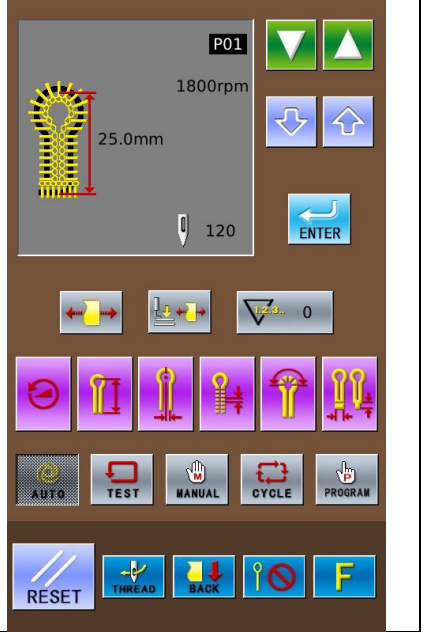 P01
1800rpm
25.0mm
120
ENTER
1.2.3.. 0
AUTO
TEST
M
MANUAL
CYCLE
P
PROGRAM
RESET
THREAD
BACK
F